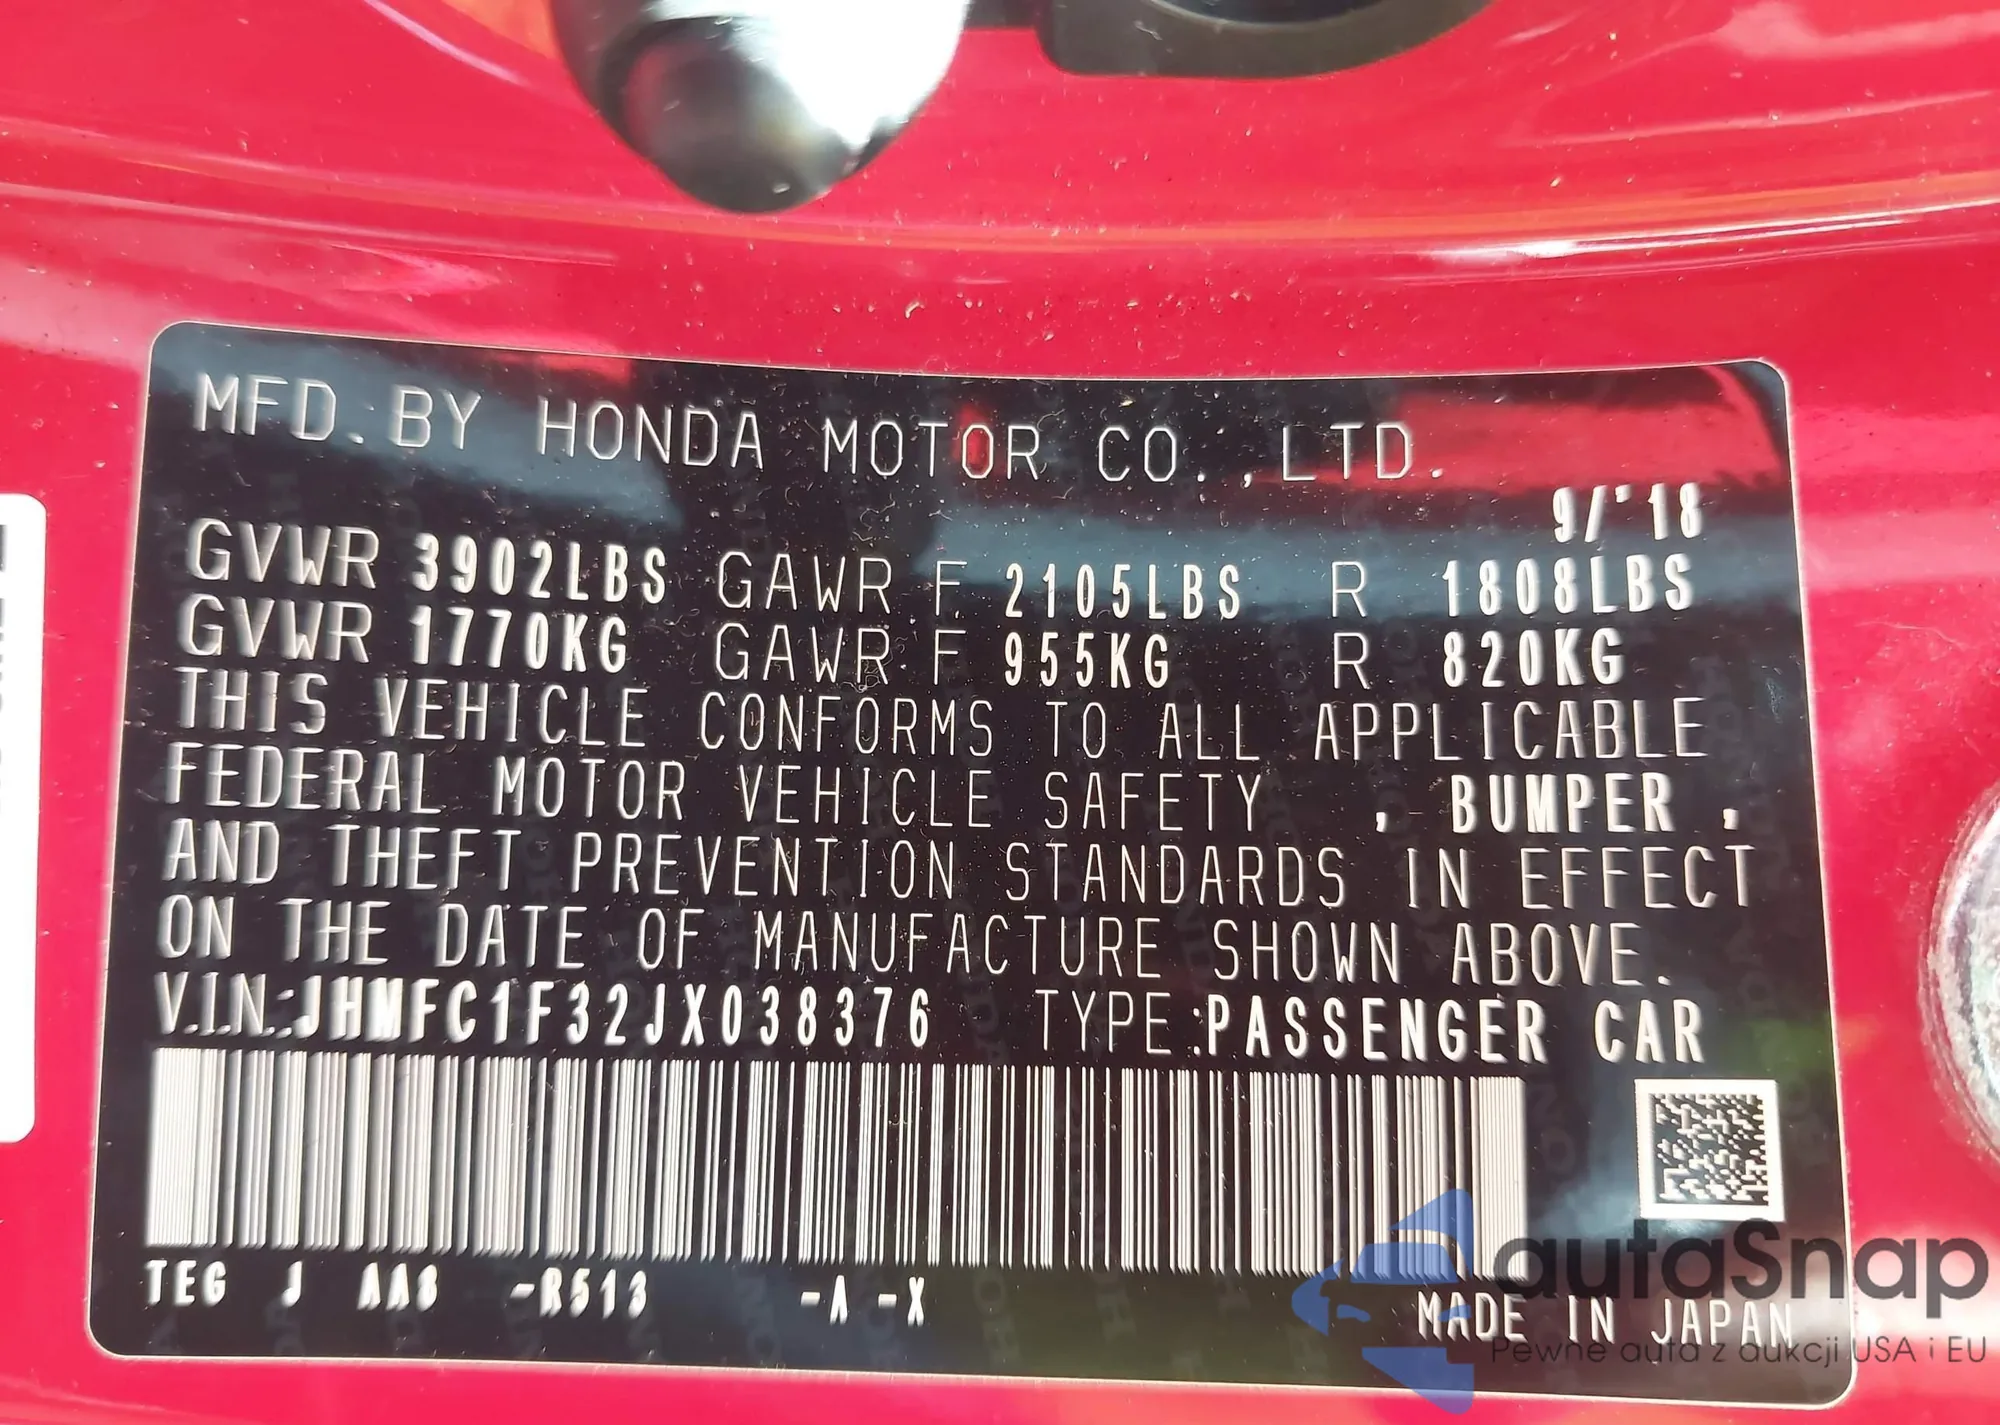 MFD. BY HONDA MOTOR CO., LTD.
9/'18
GVWR 3902LBS GAWR F 2105LBS R 1808LBS
GVWR 1770KG GAWR F 955KG R 820KG
THIS VEHICLE CONFORMS TO ALL APPLICABLE
FEDERAL MOTOR VEHICLE SAFETY , BUMPER ,
AND THEFT PREVENTION STANDARDS IN EFFECT
ON THE DATE OF MANUFACTURE SHOWN ABOVE.
V.I.N.:JHMFC1F32JX038376 TYPE:PASSENGER CAR
TEG J AA8 -R513 -A -X
MADE IN JAPAN
autaSnap
Pewne auta z aukcji USA i EU